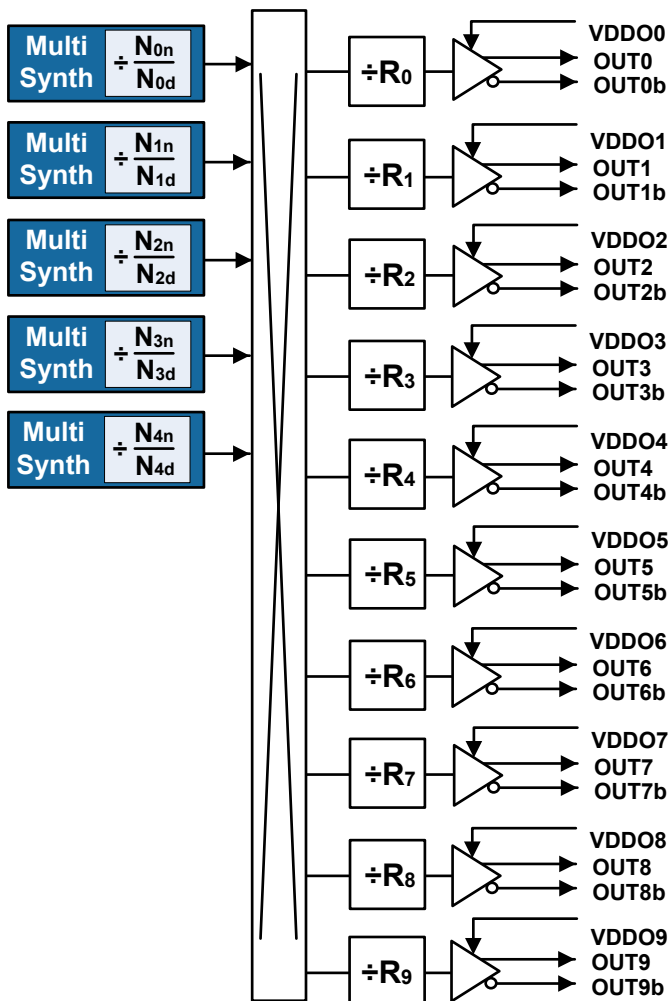 Multi Synth ÷ N0n/N0d
Multi Synth ÷ N1n/N1d
Multi Synth ÷ N2n/N2d
Multi Synth ÷ N3n/N3d
Multi Synth ÷ N4n/N4d
÷R0
VDDO0
OUT0
OUT0b
÷R1
VDDO1
OUT1
OUT1b
÷R2
VDDO2
OUT2
OUT2b
÷R3
VDDO3
OUT3
OUT3b
÷R4
VDDO4
OUT4
OUT4b
÷R5
VDDO5
OUT5
OUT5b
÷R6
VDDO6
OUT6
OUT6b
÷R7
VDDO7
OUT7
OUT7b
÷R8
VDDO8
OUT8
OUT8b
÷R9
VDDO9
OUT9
OUT9b